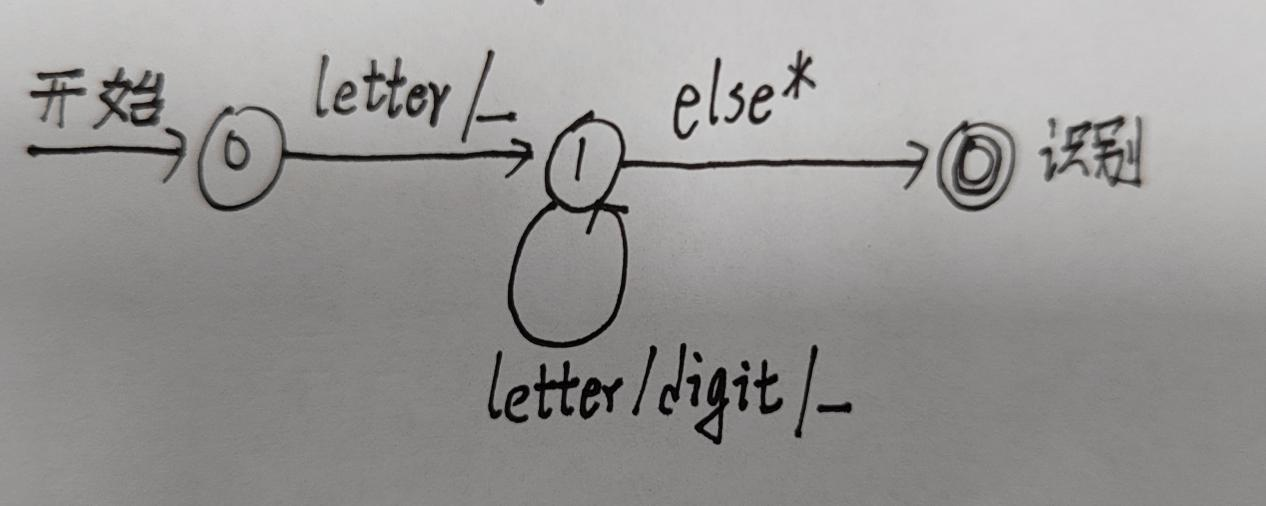 开始 letter/_ else*
0 1 0 识别
letter/digit/_